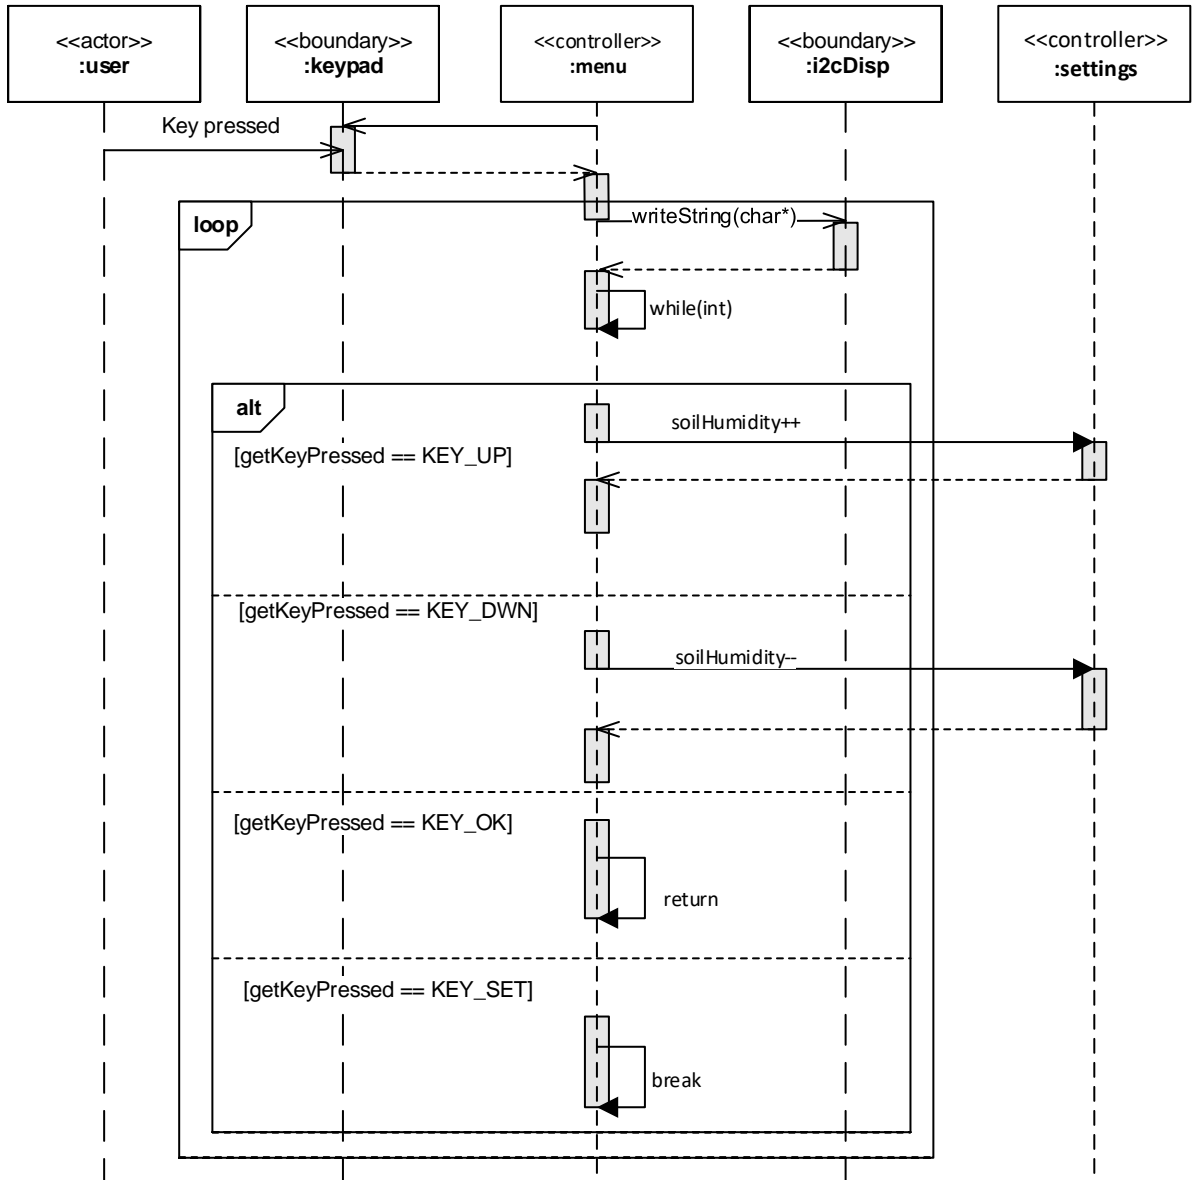 <<actor>>
:user
<<boundary>>
:keypad
<<controller>>
:menu
<<boundary>>
:i2cDisp
<<controller>>
:settings
Key pressed
loop
writeString(char*)
while(int)
alt
soilHumidity++
[getKeyPressed == KEY_UP]
[getKeyPressed == KEY_DWN]
soilHumidity--
[getKeyPressed == KEY_OK]
return
[getKeyPressed == KEY_SET]
break